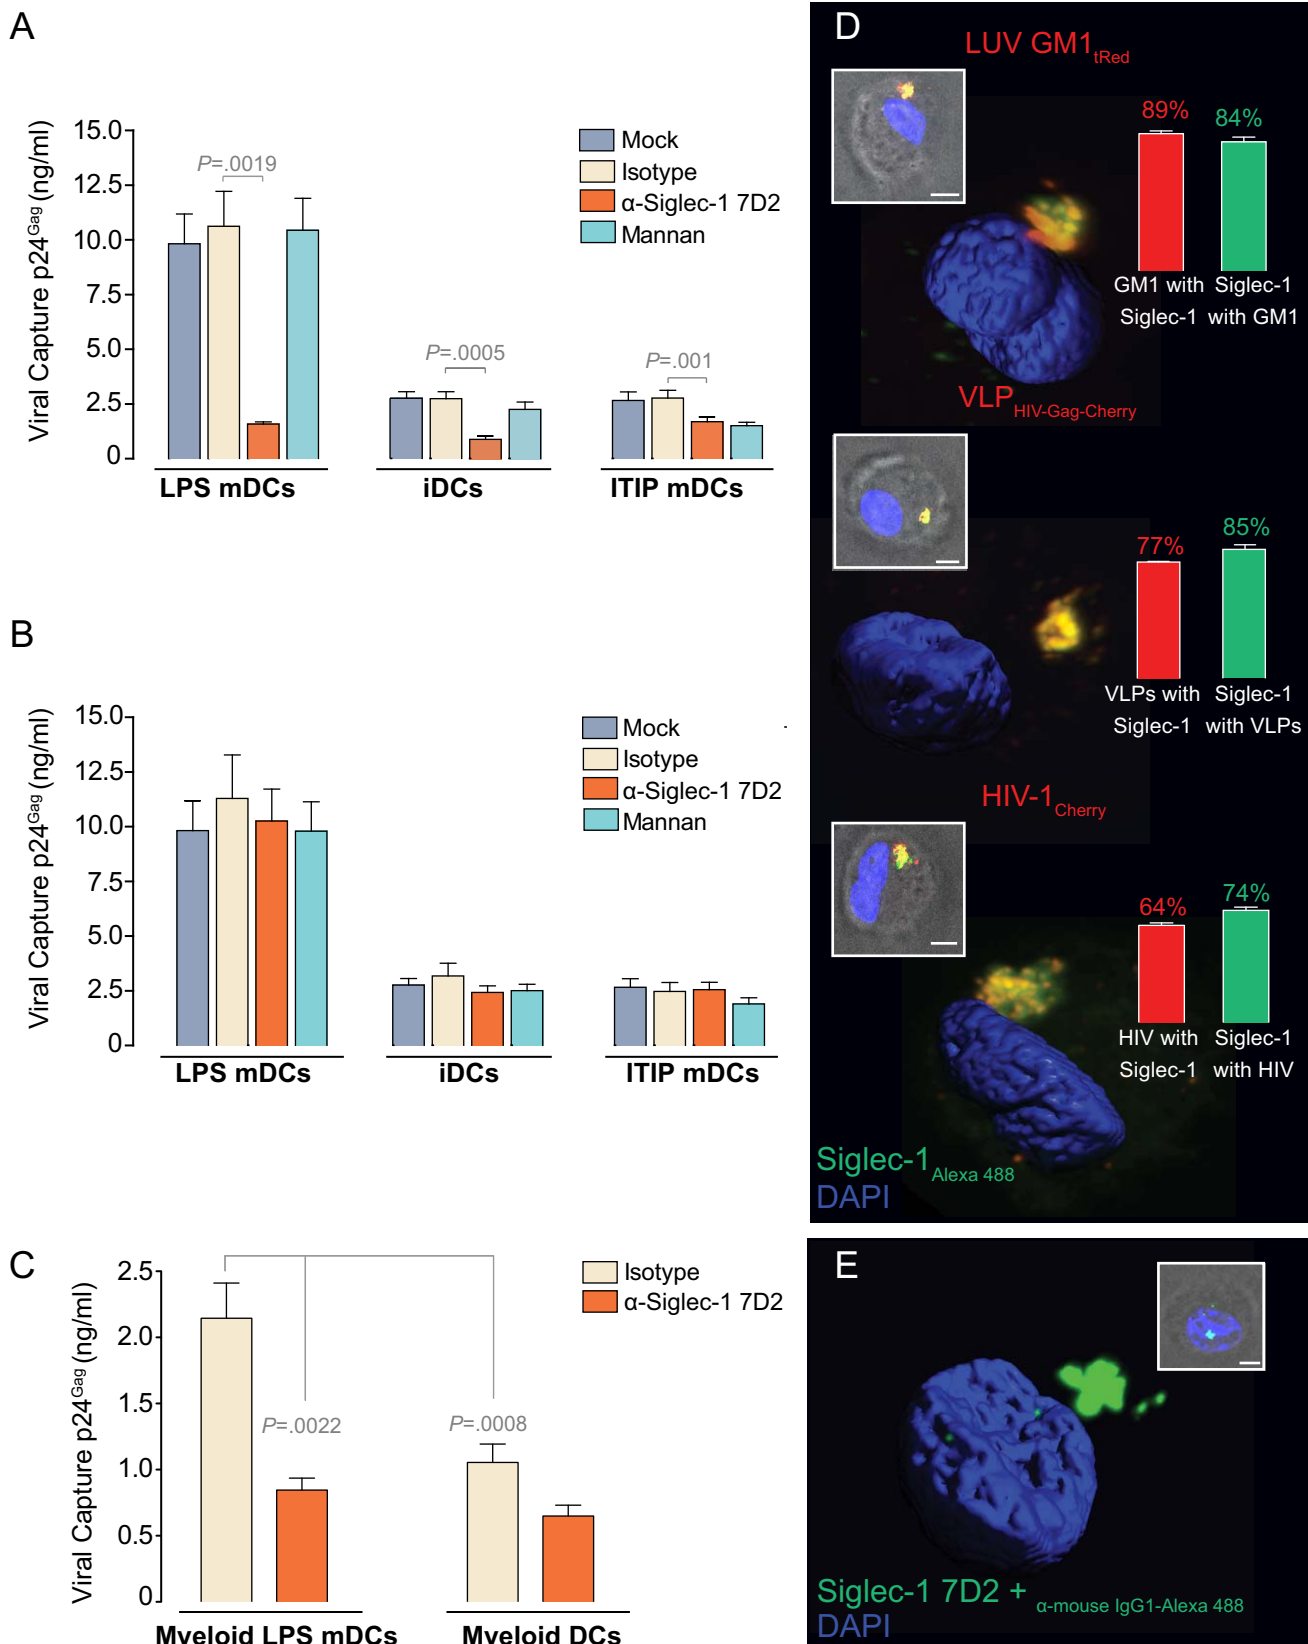 A
Viral Capture p24Gag (ng/ml)
15.0
12.5
10.0
7.5
5.0
2.5
0
P=.0019
P=.0005
P=.001
Mock
Isotype
α-Siglec-1 7D2
Mannan
LPS mDCs
iDCs
ITIP mDCs
B
Viral Capture p24Gag (ng/ml)
15.0
12.5
10.0
7.5
5.0
2.5
0
Mock
Isotype
α-Siglec-1 7D2
Mannan
LPS mDCs
iDCs
ITIP mDCs
C
Viral Capture p24Gag (ng/ml)
2.5
2.0
1.5
1.0
0.5
0
P=.0022
P=.0008
Isotype
α-Siglec-1 7D2
Myeloid LPS mDCs
Myeloid DCs
D
LUV GM1tRed
89%
84%
GM1 with
Siglec-1
Siglec-1
with GM1
VLPHIV-Gag-Cherry
77%
85%
VLPs with
Siglec-1
Siglec-1
with VLPs
HIV-1Cherry
64%
74%
HIV with
Siglec-1
Siglec-1
with HIV
Siglec-1Alexa 488
DAPI
E
Siglec-1 7D2 + α-mouse IgG1-Alexa 488
DAPI